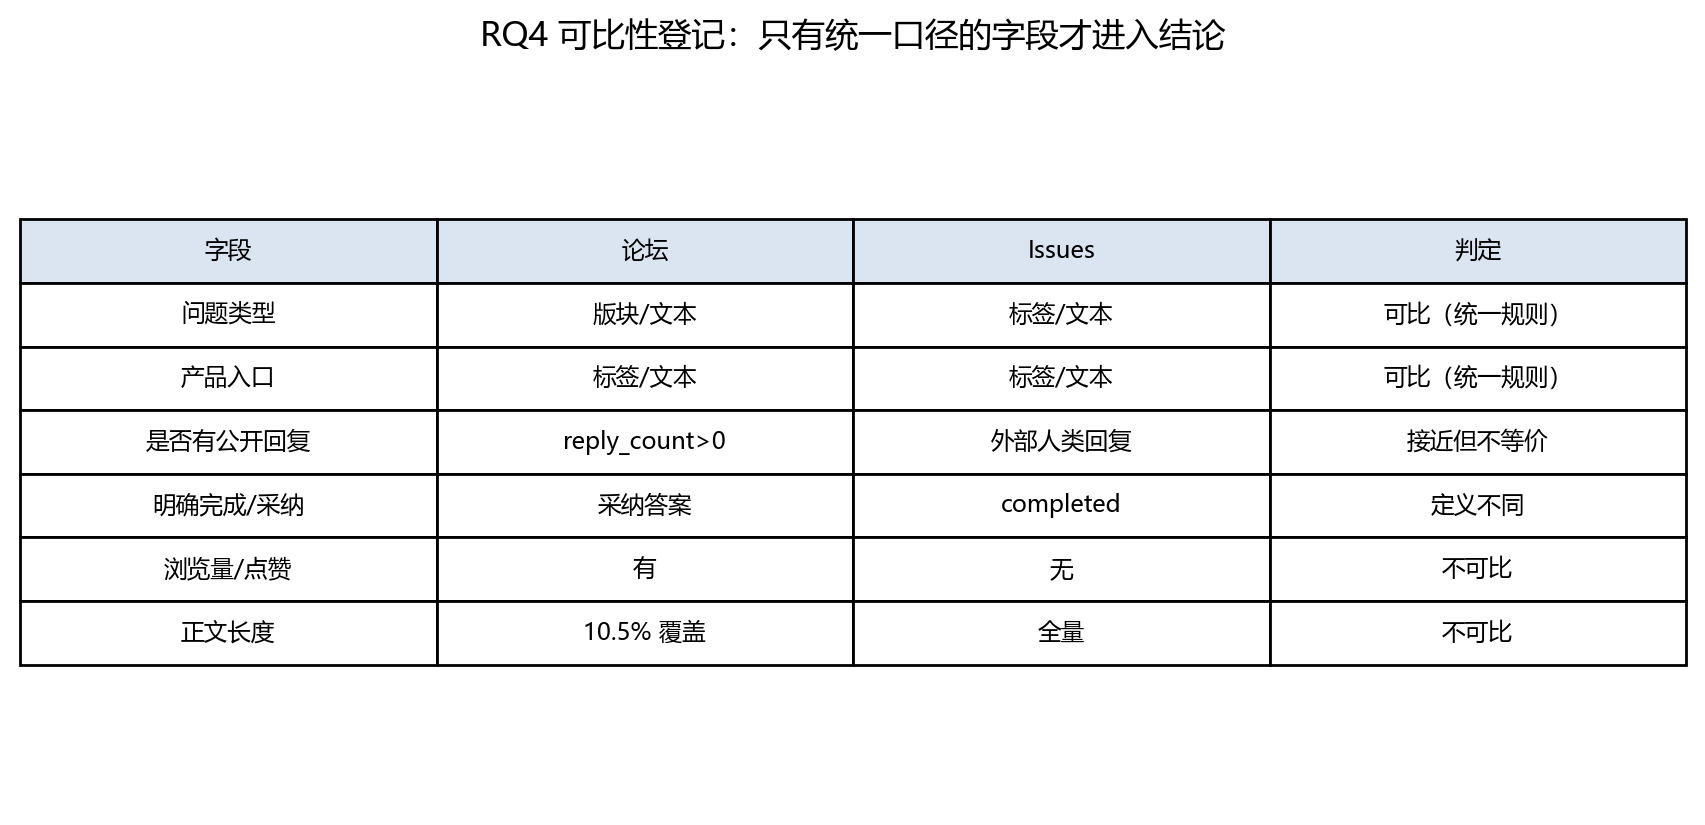 RQ4 可比性登记：只有统一口径的字段才进入结论
字段 论坛 Issues 判定
问题类型 版块/文本 标签/文本 可比（统一规则）
产品入口 标签/文本 标签/文本 可比（统一规则）
是否有公开回复 reply_count>0 外部人类回复 接近但不等价
明确完成/采纳 采纳答案 completed 定义不同
浏览量/点赞 有 无 不可比
正文长度 10.5% 覆盖 全量 不可比